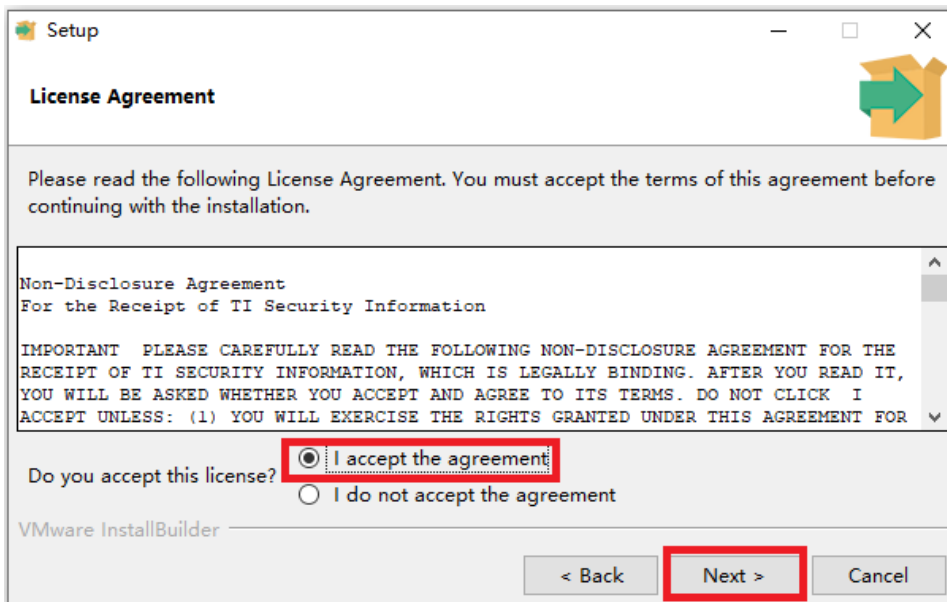 Setup
License Agreement
Please read the following License Agreement. You must accept the terms of this agreement before
continuing with the installation.
Non-Disclosure Agreement
For the Receipt of TI Security Information
IMPORTANT  PLEASE CAREFULLY READ THE FOLLOWING NON-DISCLOSURE AGREEMENT FOR THE
RECEIPT OF TI SECURITY INFORMATION, WHICH IS LEGALLY BINDING. AFTER YOU READ IT,
YOU WILL BE ASKED WHETHER YOU ACCEPT AND AGREE TO ITS TERMS. DO NOT CLICK  I
ACCEPT UNLESS: (1) YOU WILL EXERCISE THE RIGHTS GRANTED UNDER THIS AGREEMENT FOR
Do you accept this license?
I accept the agreement
I do not accept the agreement
VMware InstallBuilder
< Back
Next >
Cancel